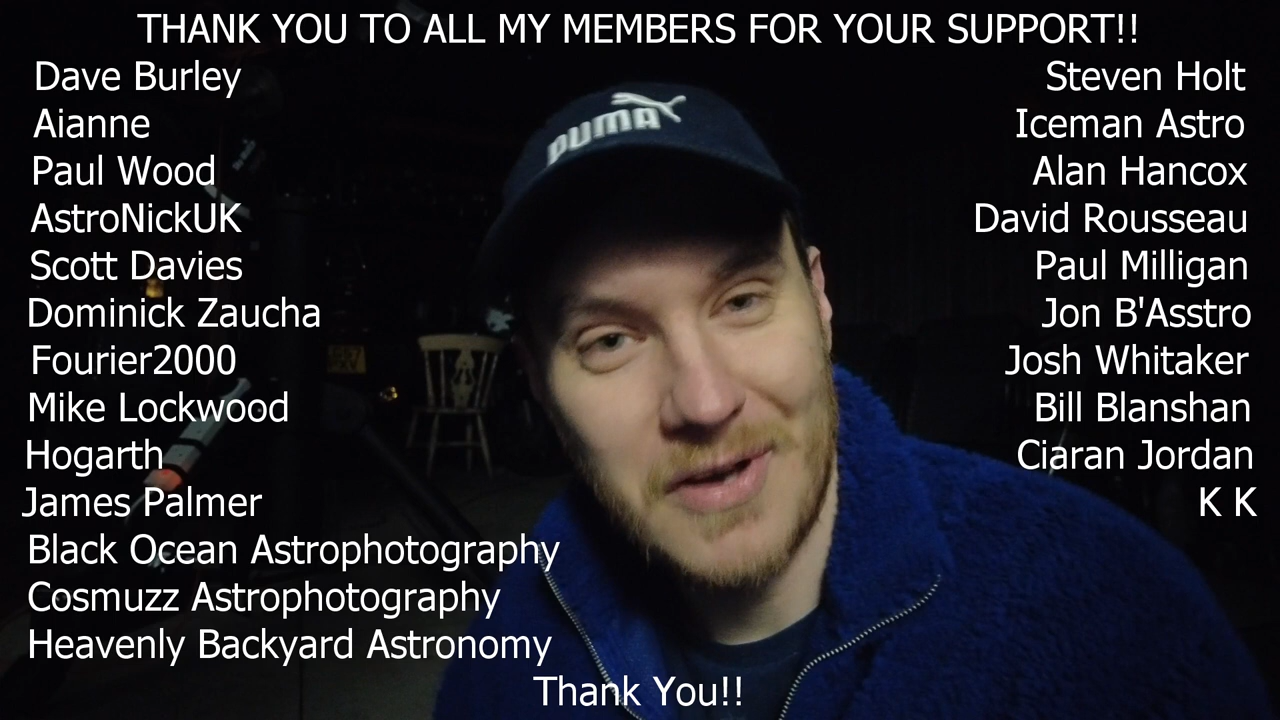 THANK YOU TO ALL MY MEMBERS FOR YOUR SUPPORT!!
Dave Burley
Aianne
Paul Wood
AstroNickUK
Scott Davies
Dominick Zaucha
Fourier2000
Mike Lockwood
Hogarth
James Palmer
Black Ocean Astrophotography
Cosmuzz Astrophotography
Heavenly Backyard Astronomy
Steven Holt
Iceman Astro
Alan Hancox
David Rousseau
Paul Milligan
Jon B'Asstro
Josh Whitaker
Bill Blanshan
Ciaran Jordan
K K
PUMA
Thank You!!